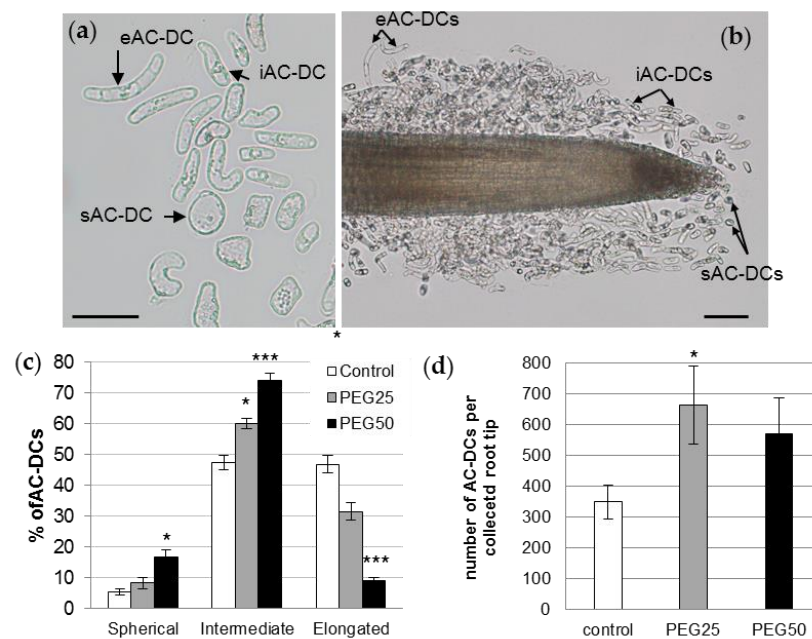 (a)
eAC-DC
iAC-DC
sAC-DC
eAC-DCs
(b)
iAC-DCs
sAC-DCs
*
(c)
80
70
60
50
40
30
20
10
0
% ofAC-DCs
***
*
*
***
Control
PEG25
PEG50
Spherical
Intermediate
Elongated
(d)
800
700
600
500
400
300
200
100
0
number of AC-DCs per
collecetd root tip
*
control
PEG25
PEG50